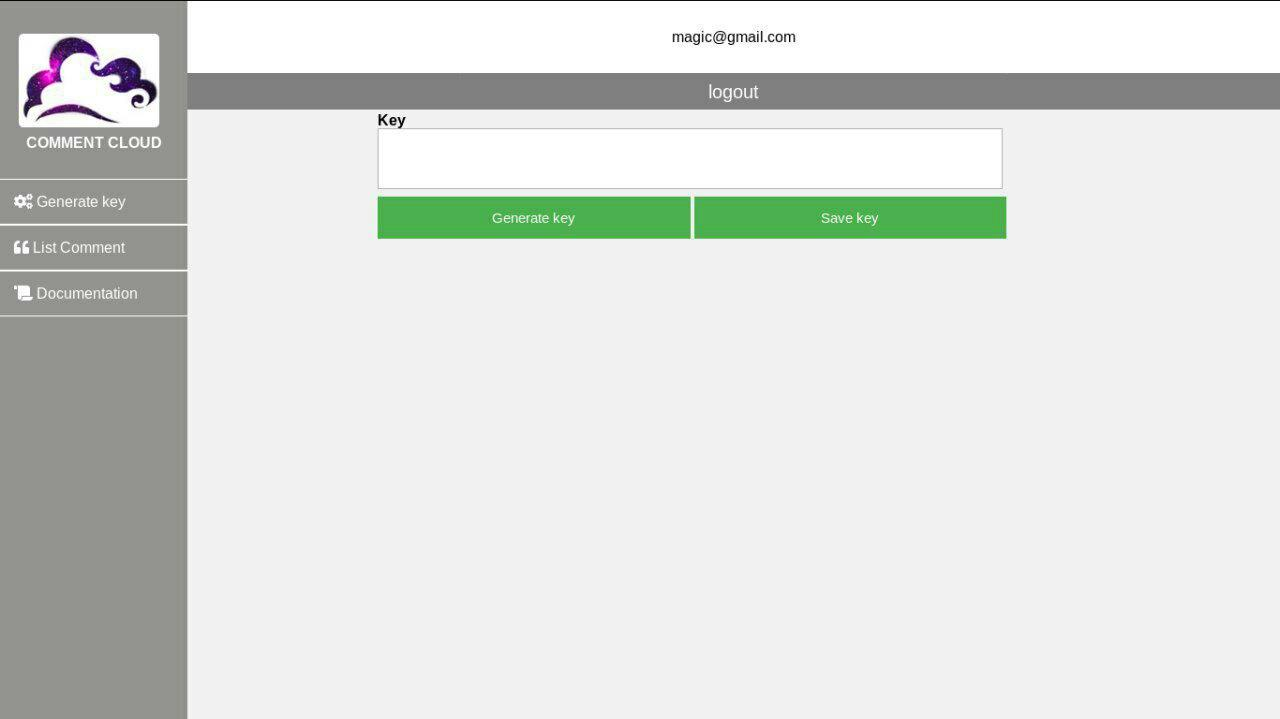 COMMENT CLOUD
Generate key
List Comment
Documentation
magic@gmail.com
logout
Key
Generate key
Save key